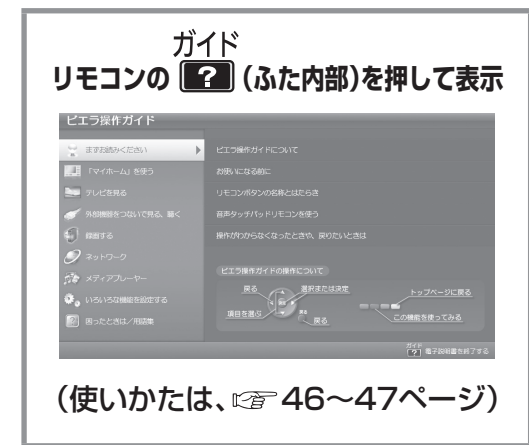 ガイド
リモコンの ? (ふた内部)を押して表示
ビエラ操作ガイド
まずお読みください
「マイホーム」を使う
テレビを見る
外部機器をつないで見る、聴く
録画する
ネットワーク
メディアプレーヤー
いろいろな機能を設定する
困ったときは/用語集
ビエラ操作ガイドについて
お使いになる前に
リモコンボタンの名称とはたらき
音声タッチパッドリモコンを使う
操作がわからなくなったときや、戻りたいときは
ビエラ操作ガイドの操作について
戻る
選択または決定
項目を選ぶ
戻る
トップページに戻る
この機能を使ってみる
ガイド
? 電子説明書を終了する
(使いかたは、☞ 46~47ページ)